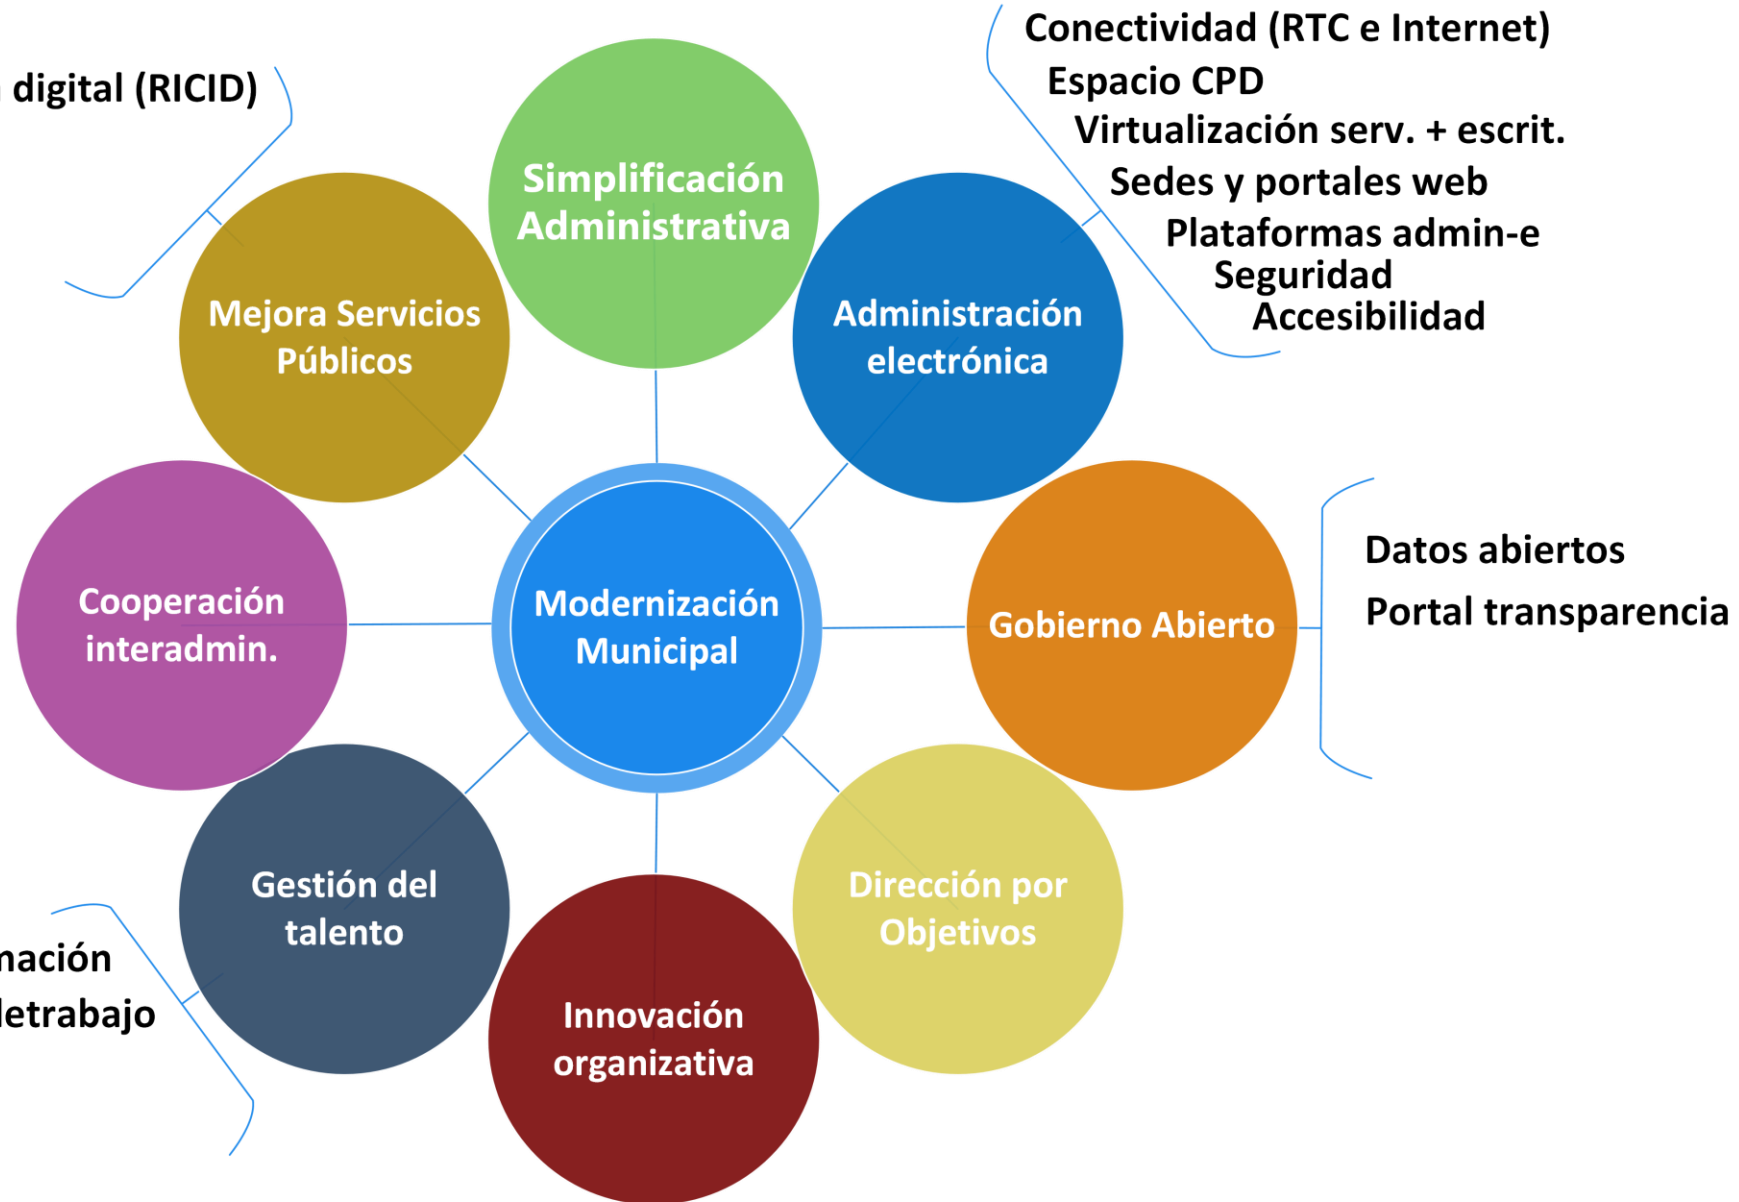 Conectividad (RTC e Internet)
Espacio CPD
Virtualización serv. + escrit.
Sedes y portales web
Plataformas admin-e
Seguridad
Accesibilidad
digital (RICID)
Simplificación
Administrativa
Mejora Servicios
Públicos
Administración
electrónica
Datos abiertos
Portal transparencia
Cooperación
interadmin.
Modernización
Municipal
Gobierno Abierto
Gestión del
talento
Dirección por
Objetivos
mación
letrabajo
Innovación
organizativa